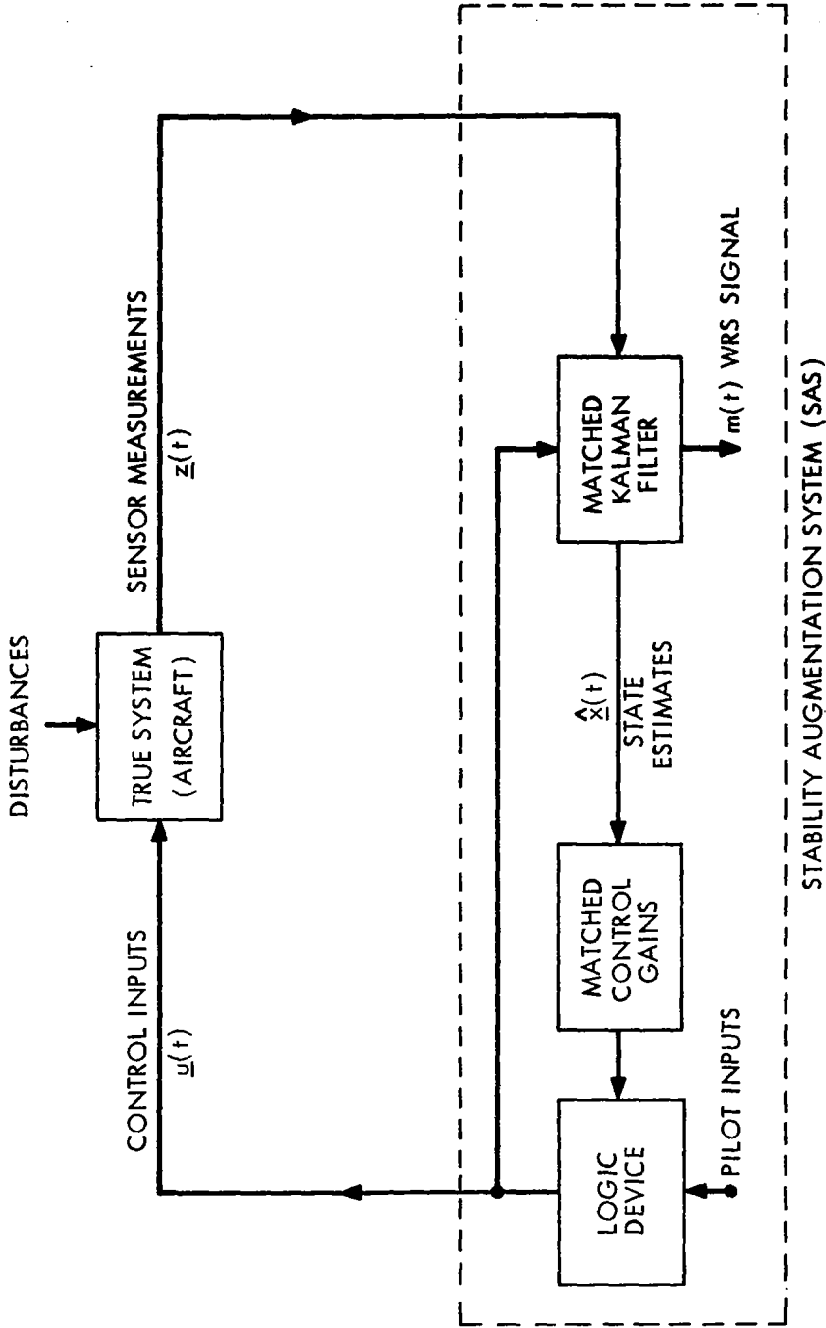 DISTURBANCES
CONTROL INPUTS
u(t)
TRUE SYSTEM
(AIRCRAFT)
SENSOR MEASUREMENTS
z(t)
LOGIC
DEVICE
MATCHED
CONTROL
GAINS
x̂(t)
STATE
ESTIMATES
MATCHED
KALMAN
FILTER
PILOT INPUTS
m(t) WRS SIGNAL
STABILITY AUGMENTATION SYSTEM (SAS)